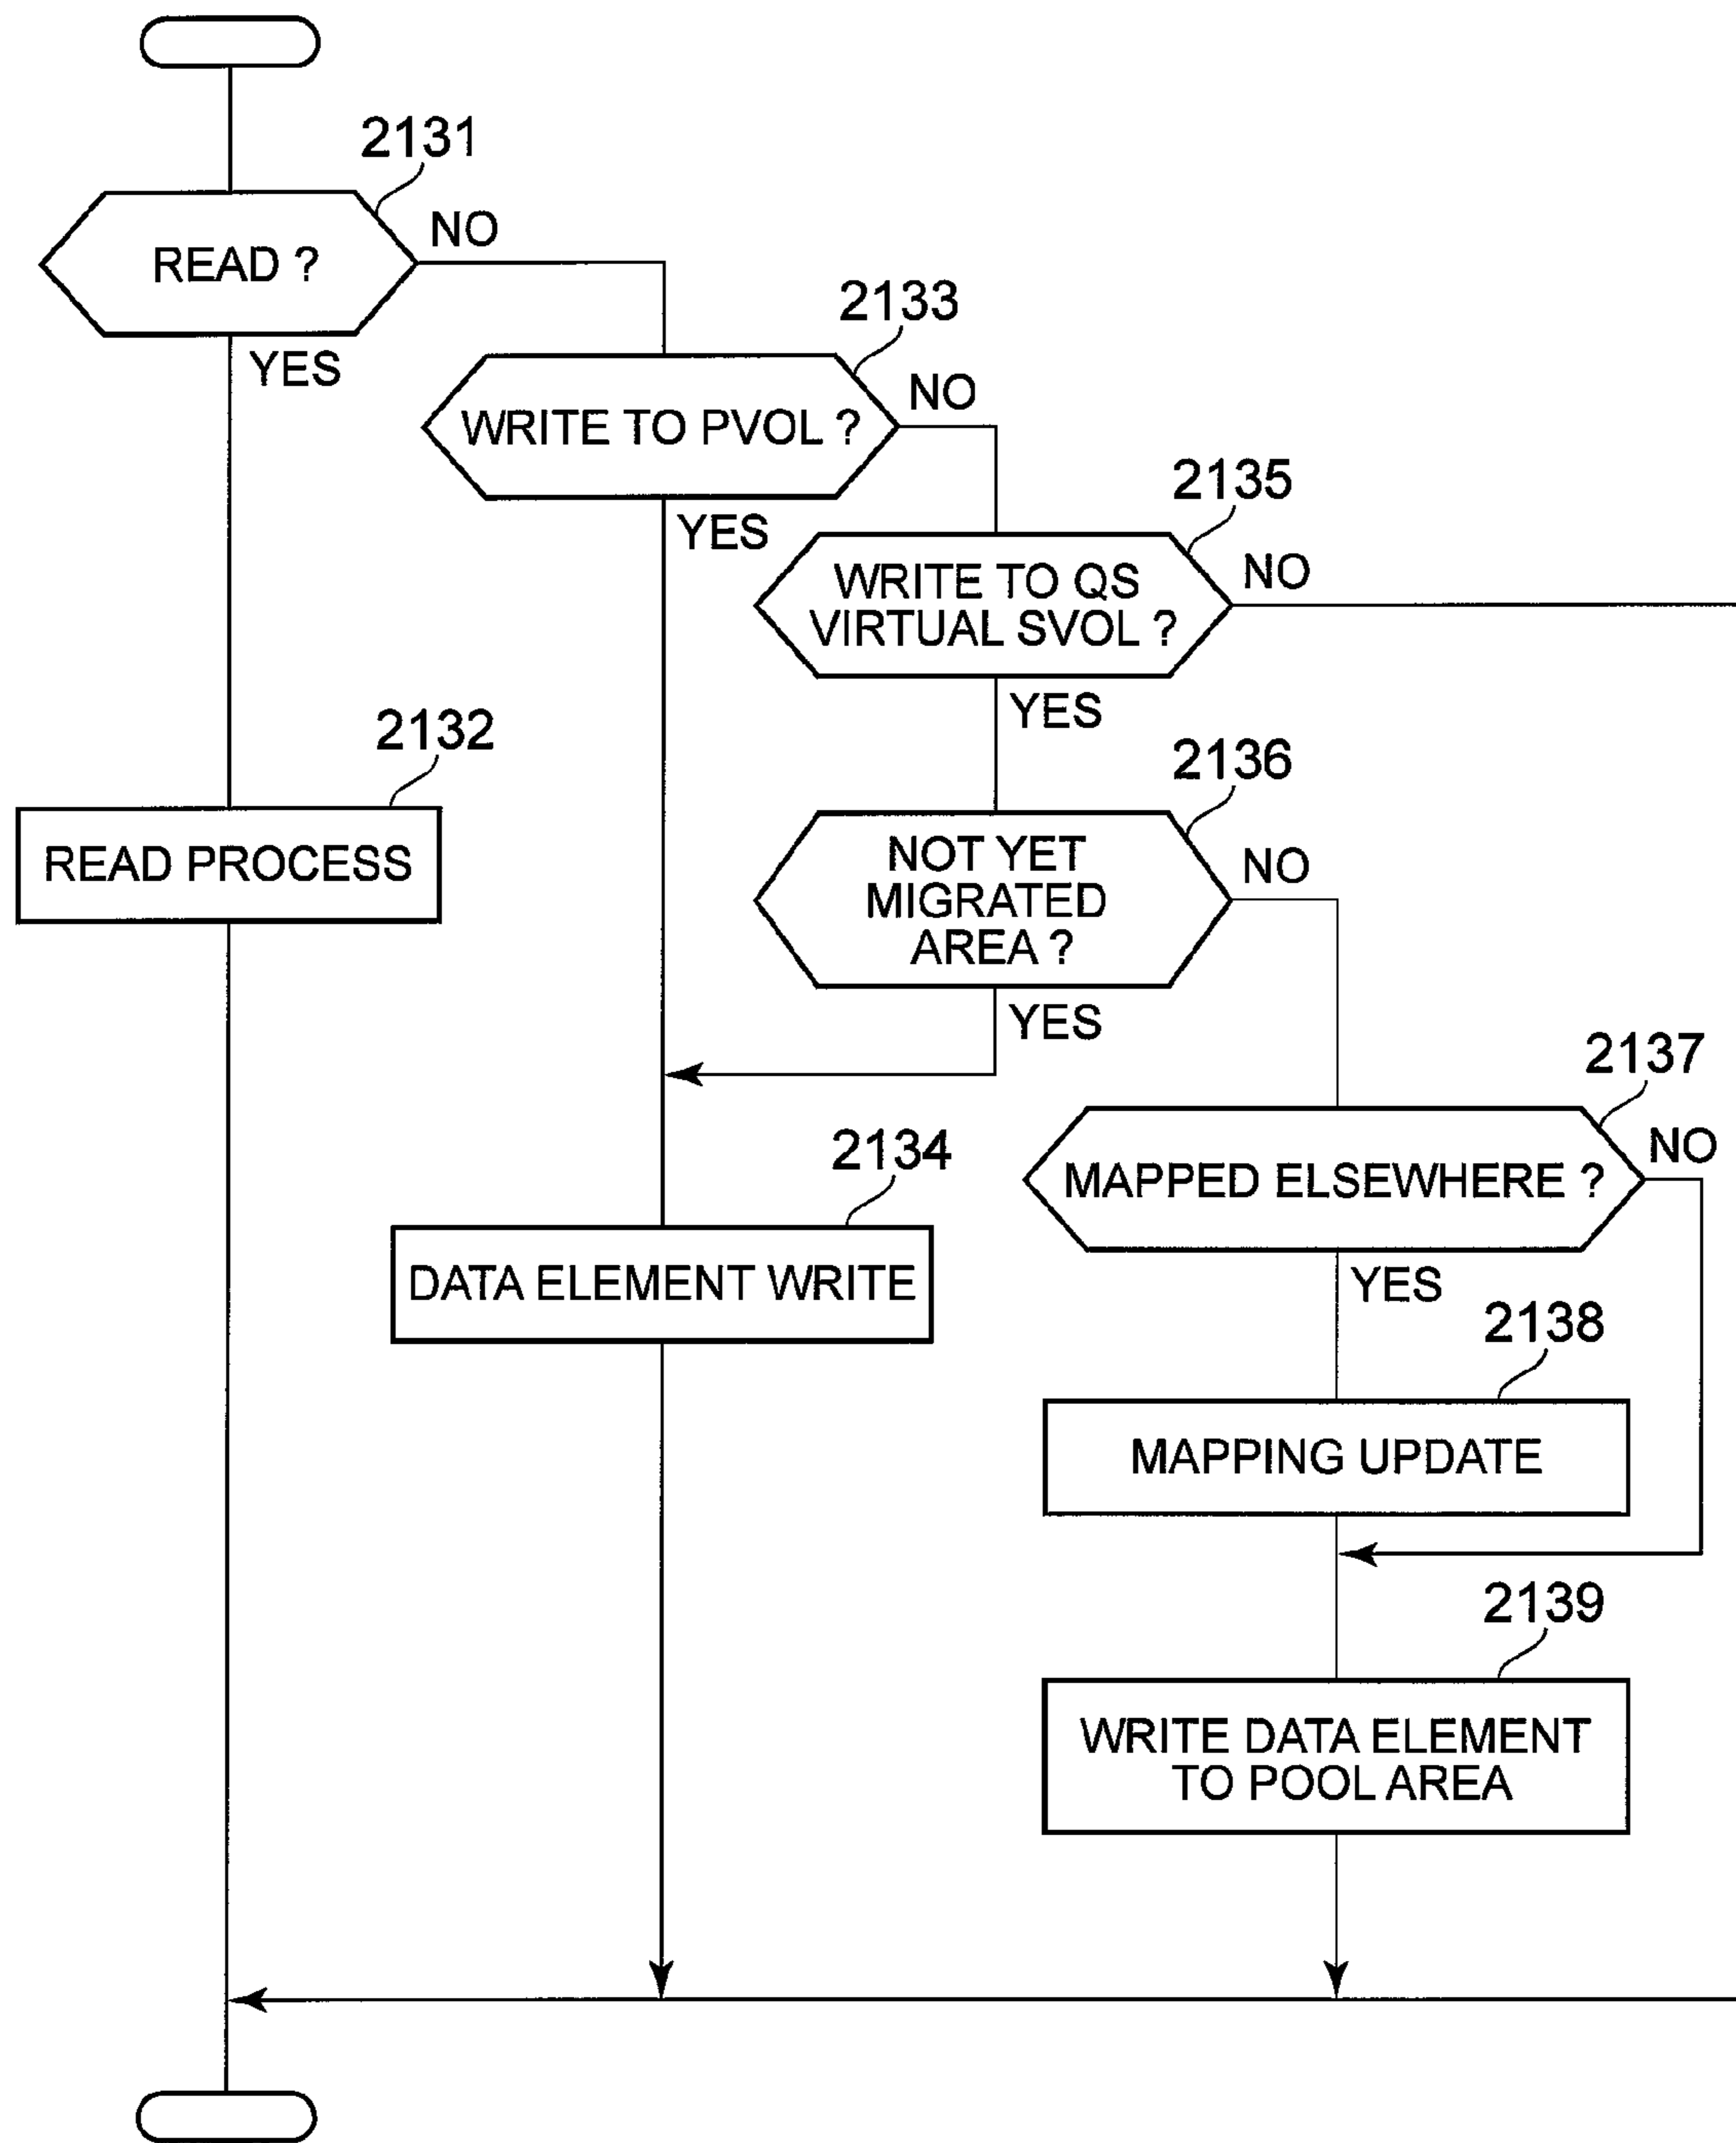 2131
READ ?
NO
YES
2133
WRITE TO PVOL ?
NO
YES
2135
WRITE TO QS
VIRTUAL SVOL ?
NO
YES
2132
READ PROCESS
2136
NOT YET
MIGRATED
AREA ?
NO
YES
2137
MAPPED ELSEWHERE ?
NO
YES
2134
DATA ELEMENT WRITE
2138
MAPPING UPDATE
2139
WRITE DATA ELEMENT
TO POOL AREA